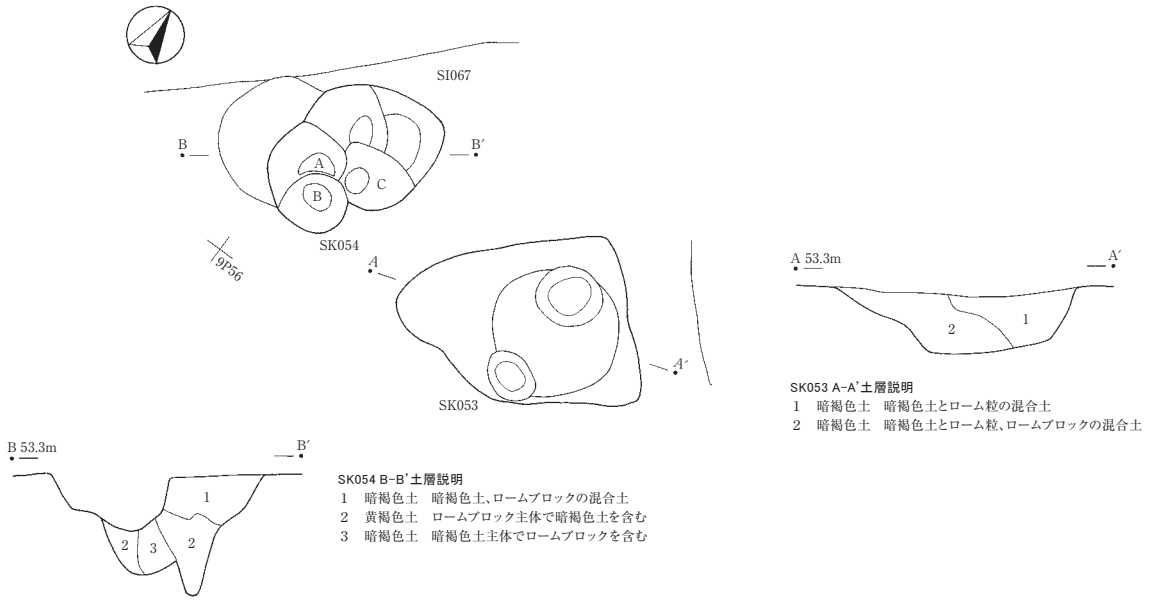 SI067
B
B′
A
B
C
SK054
9P56
A
A′
SK053
A 53.3m
A′
2
1
SK053 A-A’土層説明
1 暗褐色土 暗褐色土とローム粒の混合土
2 暗褐色土 暗褐色土とローム粒、ロームブロックの混合土
B 53.3m
B′
1
2
3
2
SK054 B-B’土層説明
1 暗褐色土 暗褐色土、ロームブロックの混合土
2 黄褐色土 ロームブロック主体で暗褐色土を含む
3 暗褐色土 暗褐色土主体でロームブロックを含む